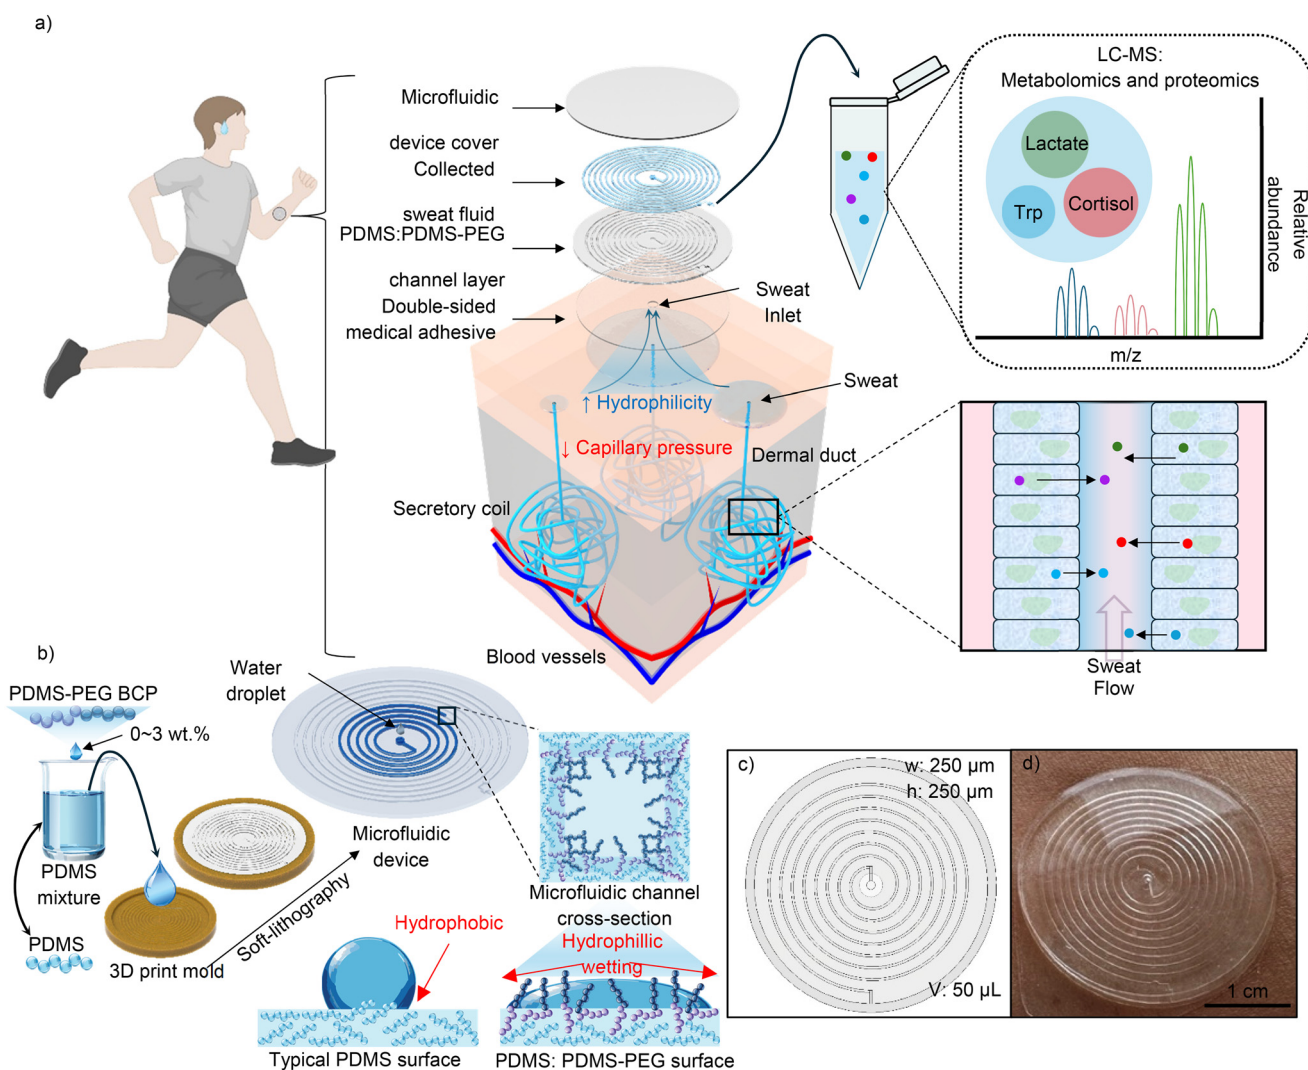 a)
Microfluidic
device cover
Collected
sweat fluid
PDMS:PDMS-PEG
channel layer
Double-sided
medical adhesive
Sweat
Inlet
Sweat
↑ Hydrophilicity
↓ Capillary pressure
Dermal duct
Secretory coil
Blood vessels
LC-MS:
Metabolomics and proteomics
Lactate
Trp
Cortisol
Relative
abundance
m/z
Sweat
Flow
b)
PDMS-PEG BCP
0~3 wt.%
PDMS
mixture
PDMS
3D print mold
Soft-lithography
Water
droplet
Microfluidic
device
Microfluidic channel
cross-section
Hydrophobic
Typical PDMS surface
Hydrophillic
wetting
PDMS: PDMS-PEG surface
c)
w: 250 µm
h: 250 µm
V: 50 µL
d)
1 cm